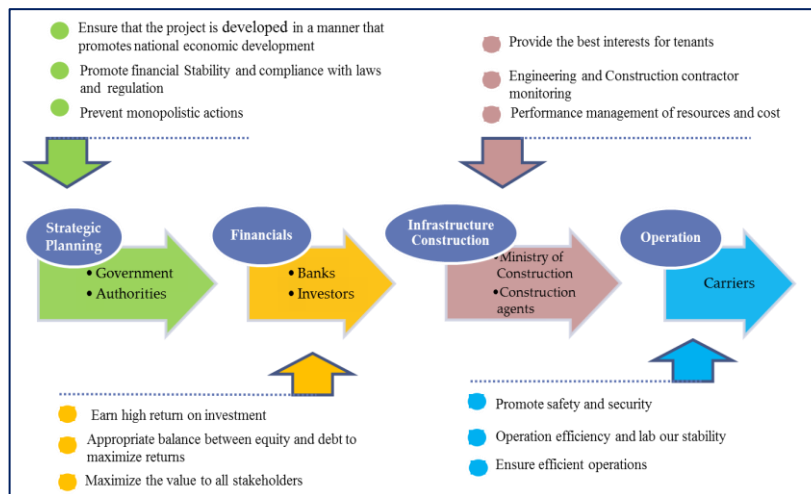 Ensure that the project is developed in a manner that
promotes national economic development
Promote financial Stability and compliance with laws
and regulation
Prevent monopolistic actions
Provide the best interests for tenants
Engineering and Construction contractor
monitoring
Performance management of resources and cost
Strategic
Planning
• Government
• Authorities
Financials
• Banks
• Investors
Infrastructure
Construction
•Ministry of
Construction
•Construction
agents
Operation
Carriers
Earn high return on investment
Appropriate balance between equity and debt to
maximize returns
Maximize the value to all stakeholders
Promote safety and security
Operation efficiency and lab our stability
Ensure efficient operations